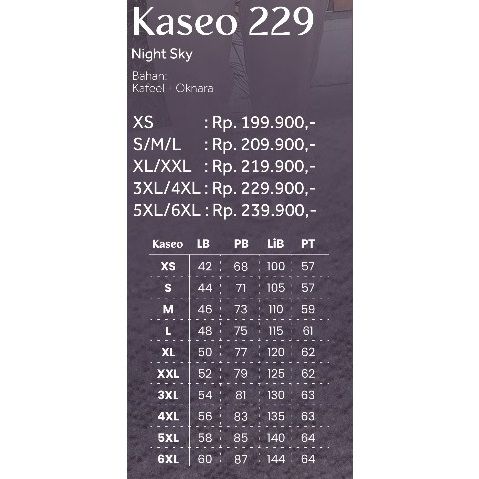 Kaseo 229
Night Sky
Bahan:
Kafeel + Oknara
XS : Rp. 199.900,-
S/M/L : Rp. 209.900,-
XL/XXL : Rp. 219.900,-
3XL/4XL : Rp. 229.900,-
5XL/6XL : Rp. 239.900,-
Kaseo LB PB LiB PT
XS 42 68 100 57
S 44 71 105 57
M 46 73 110 59
L 48 75 115 61
XL 50 77 120 62
XXL 52 79 125 62
3XL 54 81 130 63
4XL 56 83 135 63
5XL 58 85 140 64
6XL 60 87 144 64